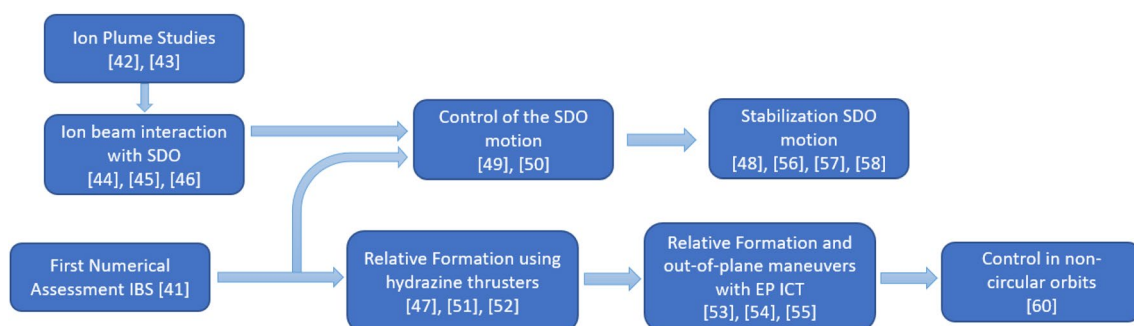 Ion Plume Studies
[42], [43]
Ion beam interaction
with SDO
[44], [45], [46]
Control of the SDO
motion
[49], [50]
Stabilization SDO
motion
[48], [56], [57], [58]
First Numerical
Assessment IBS [41]
Relative Formation using
hydrazine thrusters
[47], [51], [52]
Relative Formation and
out-of-plane maneuvers
with EP ICT
[53], [54], [55]
Control in non-
circular orbits
[60]